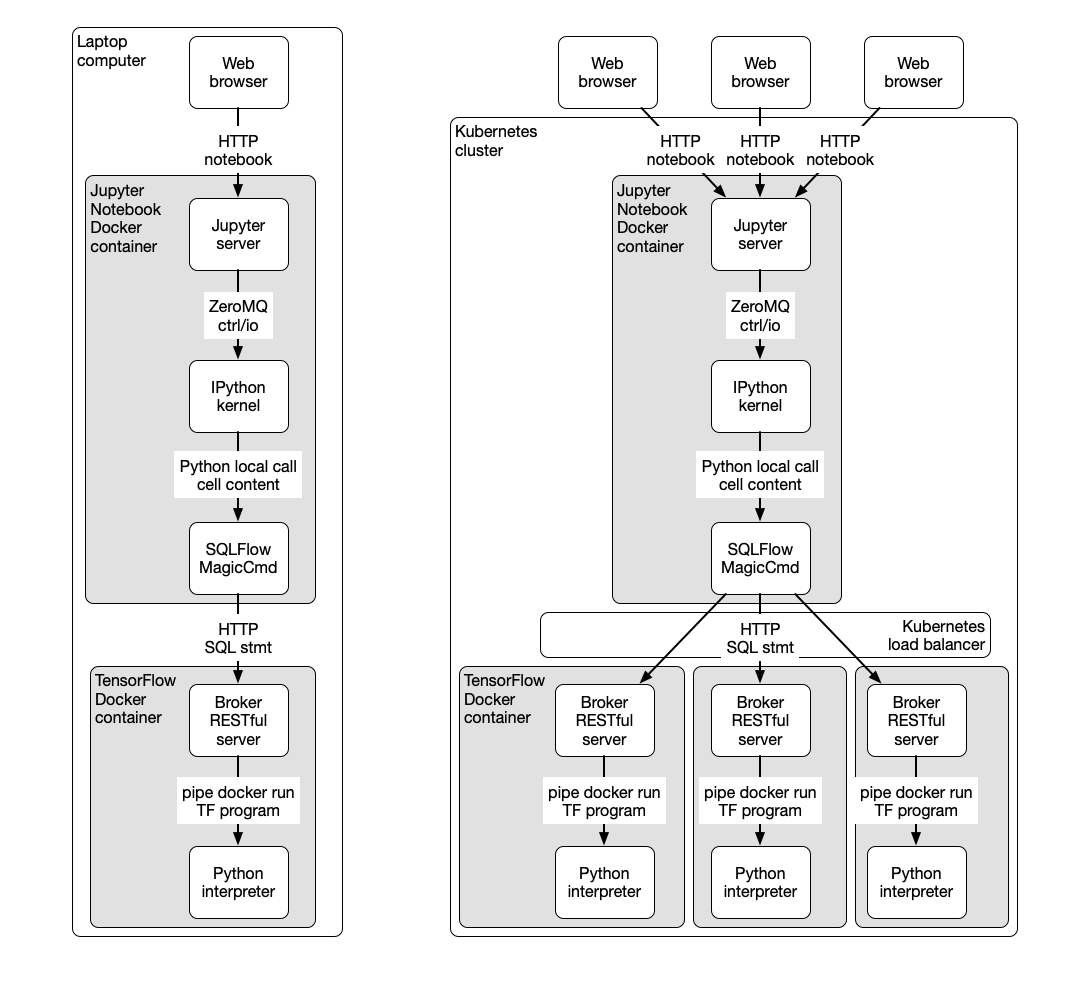 Laptop
computer
Web
browser
HTTP
notebook
Jupyter
Notebook
Docker
container
Jupyter
server
ZeroMQ
ctrl/io
IPython
kernel
Python local call
cell content
SQLFlow
MagicCmd
HTTP
SQL stmt
TensorFlow
Docker
container
Broker
RESTful
server
pipe docker run
TF program
Python
interpreter
Web
browser
Web
browser
Web
browser
Kubernetes
cluster
HTTP
notebook
HTTP
notebook
HTTP
notebook
Jupyter
Notebook
Docker
container
Jupyter
server
ZeroMQ
ctrl/io
IPython
kernel
Python local call
cell content
SQLFlow
MagicCmd
HTTP
SQL stmt
Kubernetes
load balancer
TensorFlow
Docker
container
Broker
RESTful
server
Broker
RESTful
server
Broker
RESTful
server
pipe docker run
TF program
pipe docker run
TF program
pipe docker run
TF program
Python
interpreter
Python
interpreter
Python
interpreter